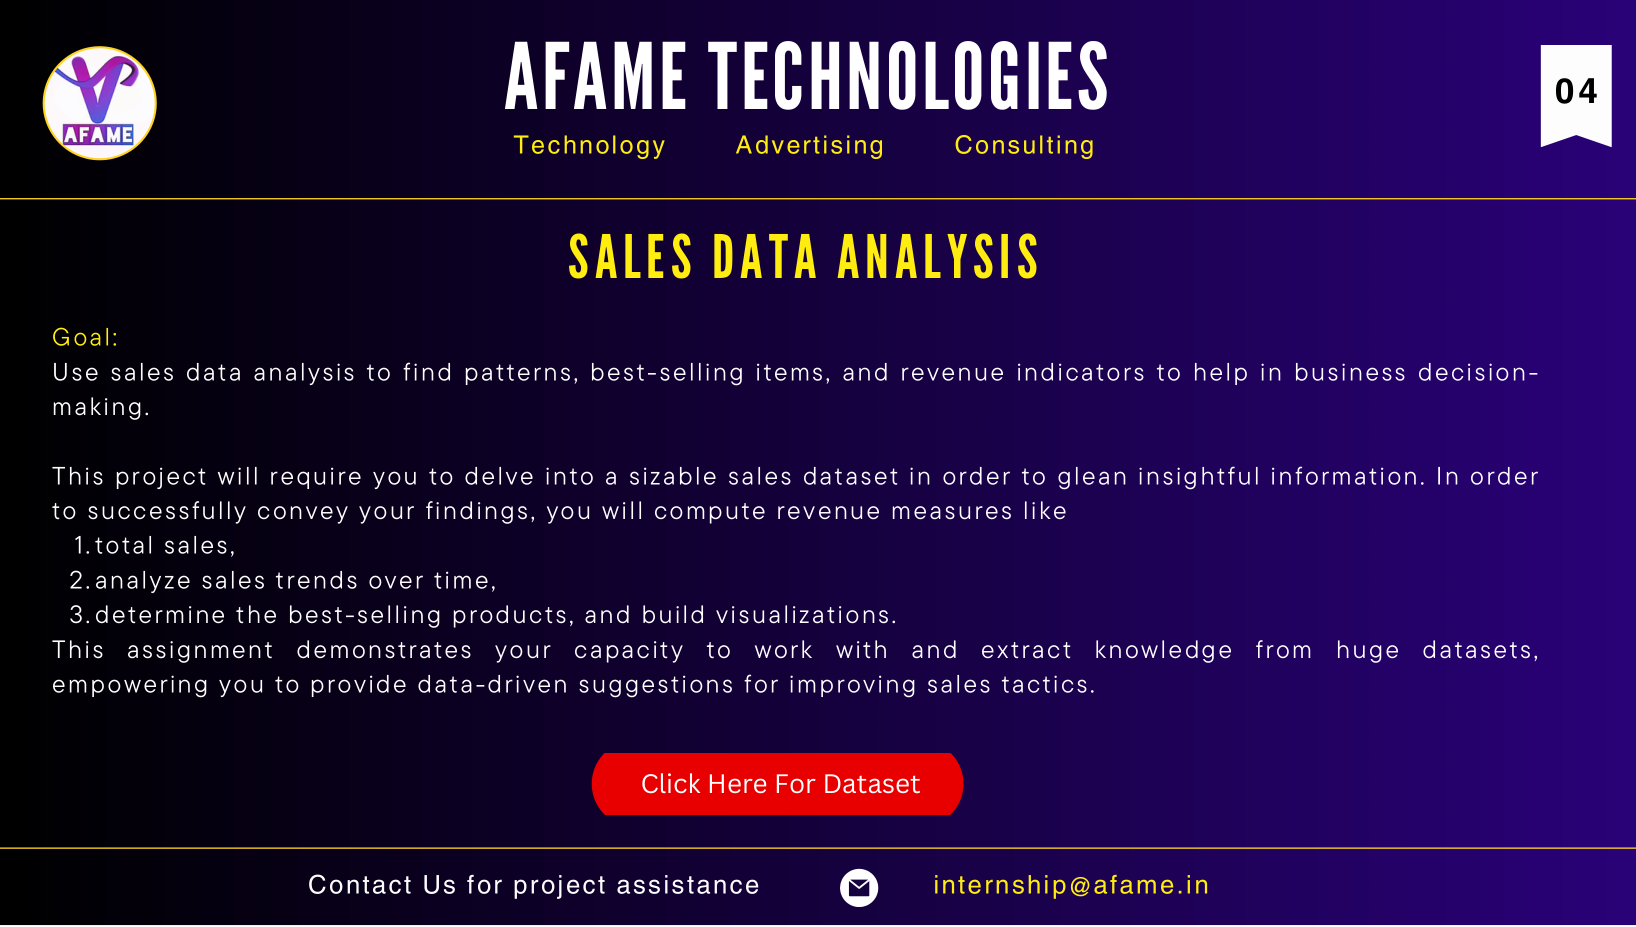 AFAME
AFAME TECHNOLOGIES
Technology Advertising Consulting
04
SALES DATA ANALYSIS
Goal:
Use sales data analysis to find patterns, best-selling items, and revenue indicators to help in business decision-
making.
This project will require you to delve into a sizable sales dataset in order to glean insightful information. In order
to successfully convey your findings, you will compute revenue measures like
1. total sales,
2. analyze sales trends over time,
3. determine the best-selling products, and build visualizations.
This assignment demonstrates your capacity to work with and extract knowledge from huge datasets,
empowering you to provide data-driven suggestions for improving sales tactics.
Click Here For Dataset
Contact Us for project assistance internship@afame.in